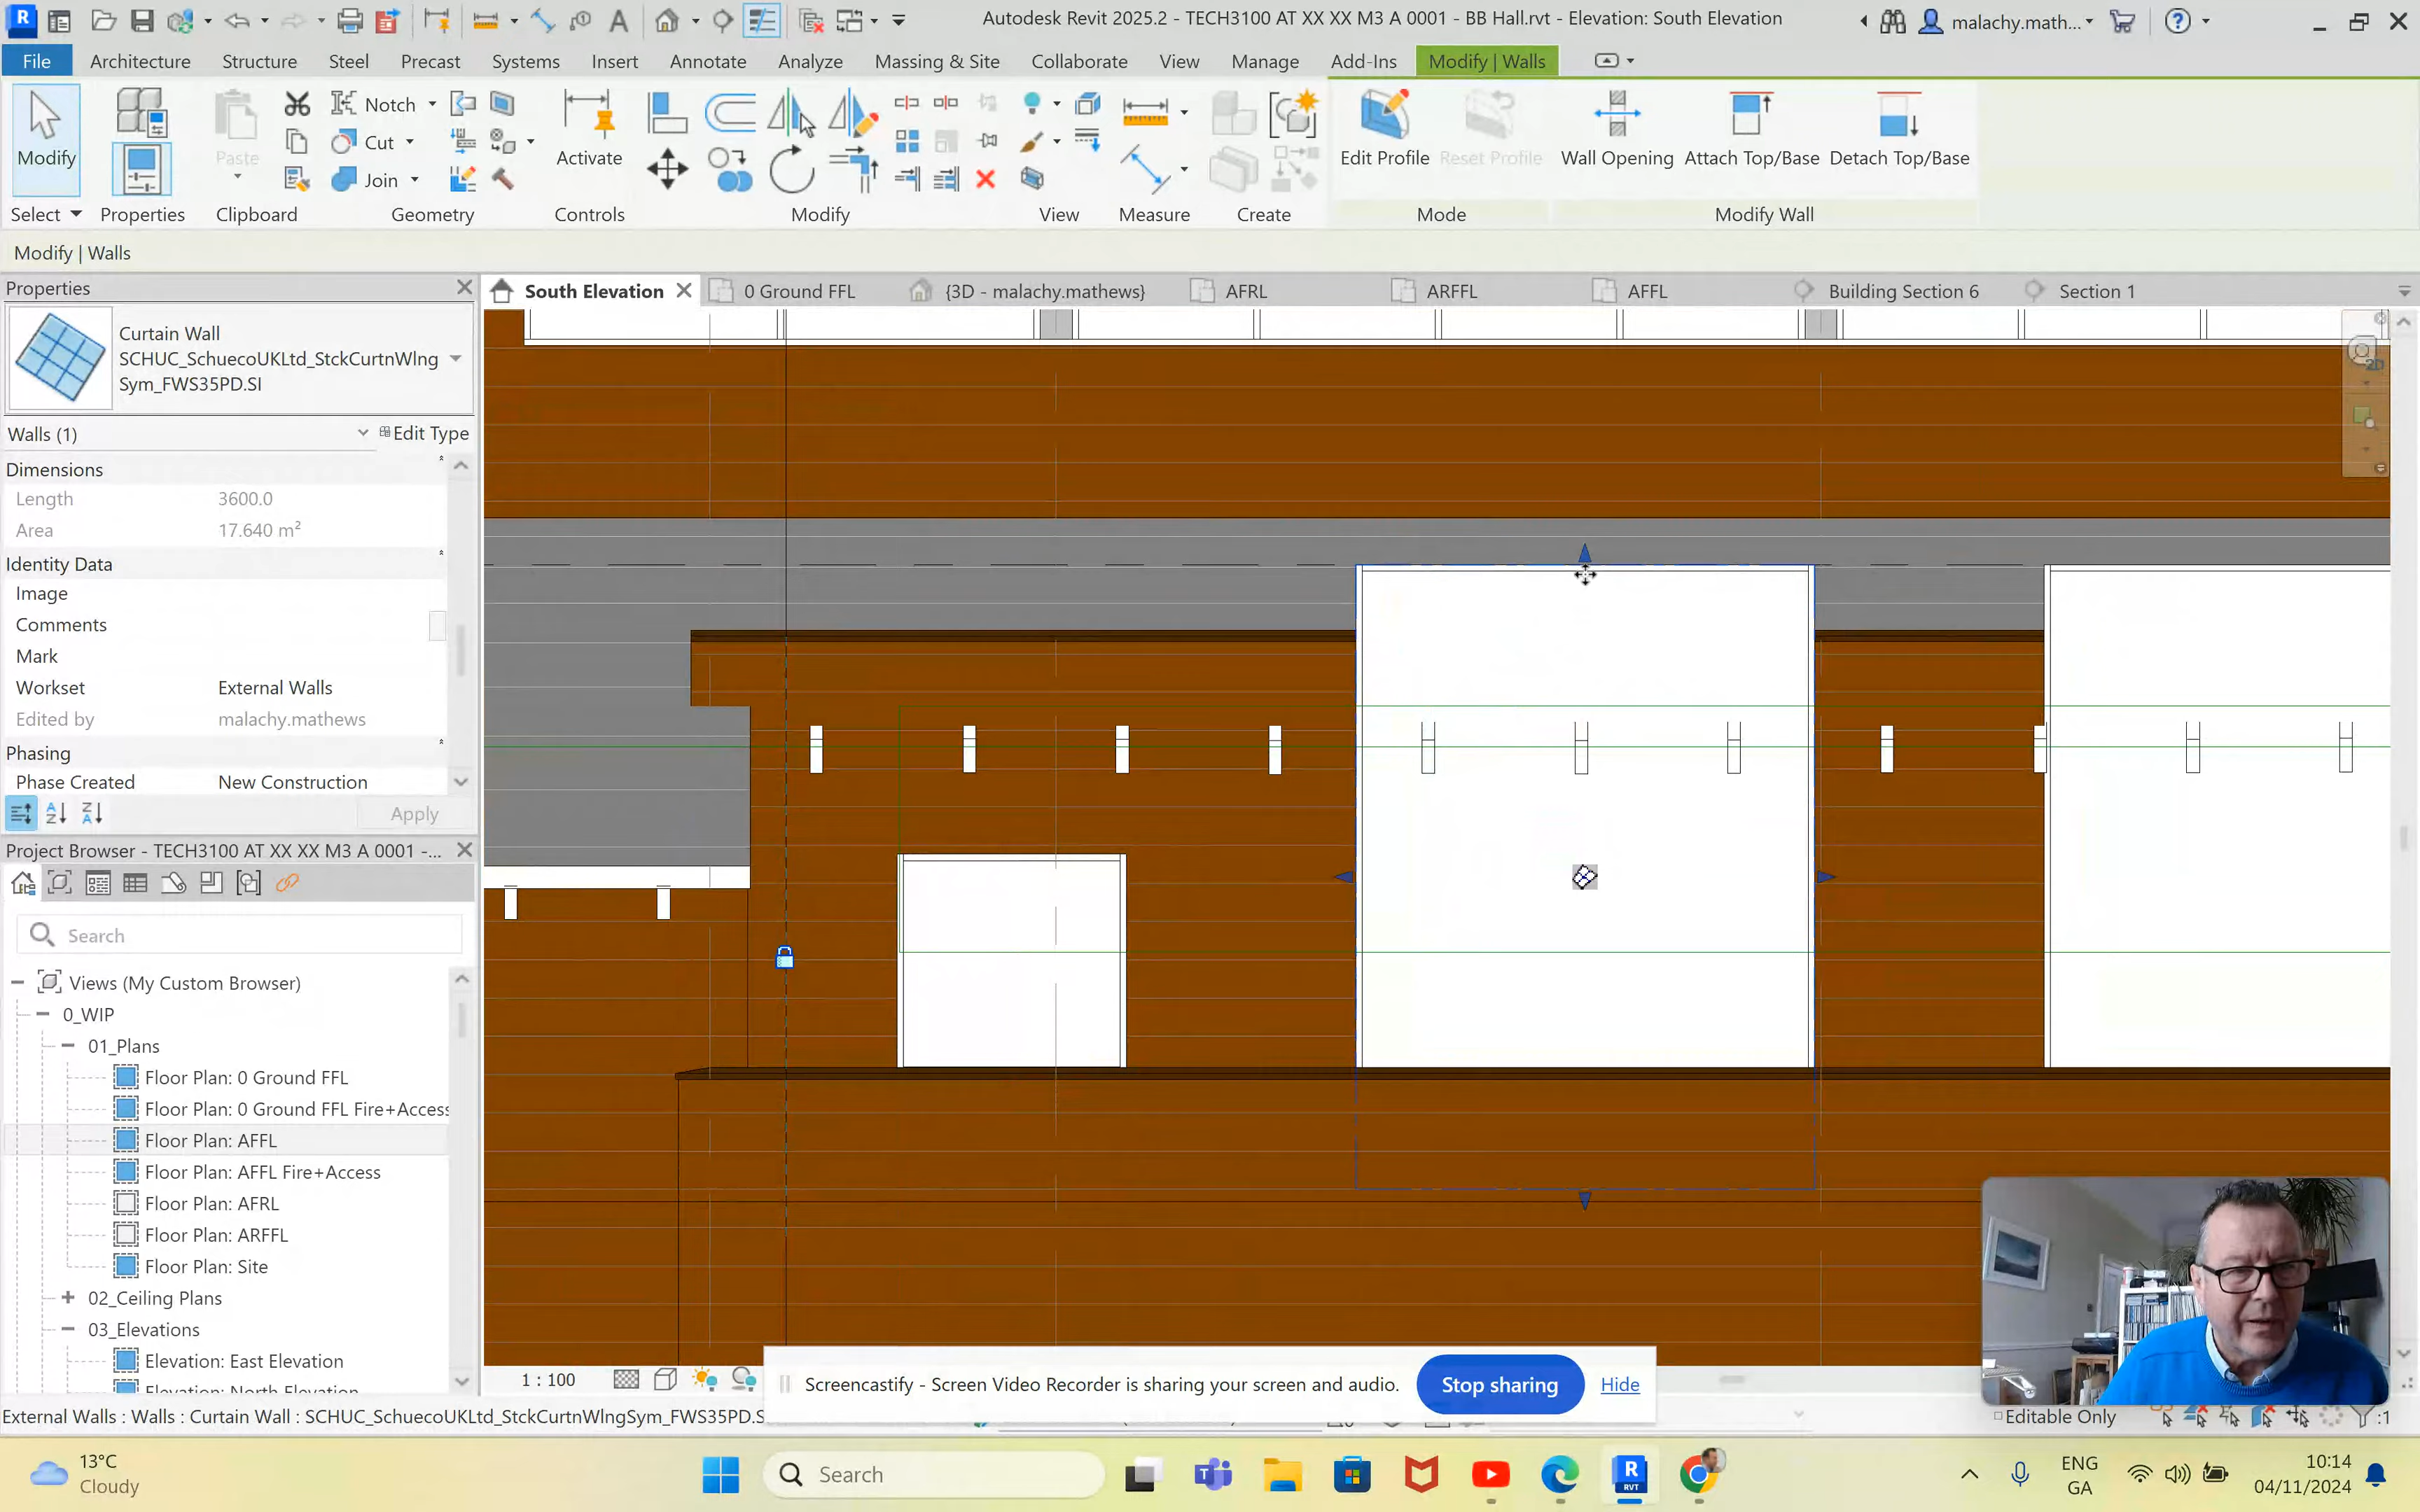 Autodesk Revit 2025.2 - TECH3100 AT XX XX M3 A 0001 - BB Hall.rvt - Elevation: South Elevation
malachy.math...
File Architecture Structure Steel Precast Systems Insert Annotate Analyze Massing & Site Collaborate View Manage Add-Ins Modify | Walls
Modify
Paste
Notch
Cut
Join
Activate
Edit Profile Reset Profile Wall Opening Attach Top/Base Detach Top/Base
Select Properties Clipboard Geometry Controls Modify View Measure Create Mode Modify Wall
Modify | Walls
Properties
South Elevation 0 Ground FFL {3D - malachy.mathews} AFRL ARFFL AFFL Building Section 6 Section 1
Curtain Wall
SCHUC_SchuecoUKLtd_StckCurtnWlng
Sym_FWS35PD.SI
Walls (1) Edit Type
Dimensions
Length 3600.0
Area 17.640 m²
Identity Data
Image
Comments
Mark
Workset External Walls
Edited by malachy.mathews
Phasing
Phase Created New Construction
Apply
Project Browser - TECH3100 AT XX XX M3 A 0001 -...
Search
Views (My Custom Browser)
0_WIP
01_Plans
Floor Plan: 0 Ground FFL
Floor Plan: 0 Ground FFL Fire+Access
Floor Plan: AFFL
Floor Plan: AFFL Fire+Access
Floor Plan: AFRL
Floor Plan: ARFFL
Floor Plan: Site
02_Ceiling Plans
03_Elevations
Elevation: East Elevation
Elevation: North Elevation
1 : 100
Screencastify - Screen Video Recorder is sharing your screen and audio. Stop sharing Hide
External Walls : Walls : Curtain Wall : SCHUC_SchuecoUKLtd_StckCurtnWlngSym_FWS35PD.S
Editable Only :1
13°C
Cloudy
Search
RVT
ENG
GA
10:14
04/11/2024